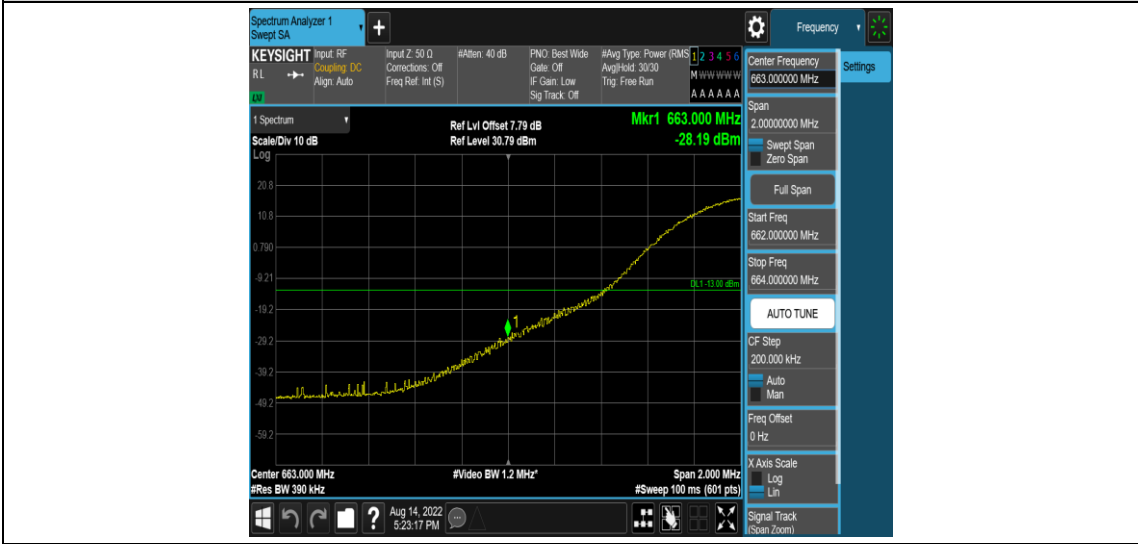 Spectrum Analyzer 1
Swept SA
+
Frequency
KEYSIGHT
Input: RF
Input Z: 50 Ω
#Atten: 40 dB
PNO: Best Wide
#Avg Type: Power (RMS
1 2 3 4 5 6
RL
Coupling: DC
Corrections: Off
Gate: Off
Avg|Hold: 30/30
M W W W W W
Align: Auto
Freq Ref: Int (S)
IF Gain: Low
Trig: Free Run
Sig Track: Off
A A A A A A
Center Frequency
663.000000 MHz
Settings
1 Spectrum
Ref Lvl Offset 7.79 dB
Mkr1 663.000 MHz
Scale/Div 10 dB
Ref Level 30.79 dBm
-28.19 dBm
Log
20.8
10.8
0.790
-9.21
-19.2
-29.2
-39.2
-49.2
-59.2
DL1 -13.00 dBm
1
Center 663.000 MHz
#Video BW 1.2 MHz*
Span 2.000 MHz
#Res BW 390 kHz
#Sweep 100 ms (601 pts)
Span
2.00000000 MHz
Swept Span
Zero Span
Full Span
Start Freq
662.000000 MHz
Stop Freq
664.000000 MHz
AUTO TUNE
CF Step
200.000 kHz
Auto
Man
Freq Offset
0 Hz
X Axis Scale
Log
Lin
Signal Track
(Span Zoom)
?
Aug 14, 2022
5:23:17 PM